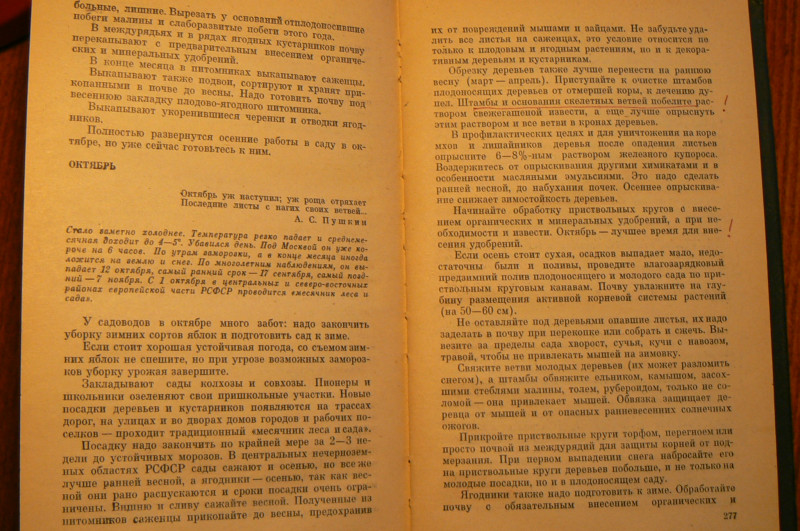 больные, лишние. Вырезать у оснований отплодоносившие
побеги малины и слаборазвитые побеги этого года.
В междурядьях и в рядах ягодных кустарников почву
перекапывают с предварительным внесением органиче-
ских и минеральных удобрений.
В конце месяца в питомниках выкапывают саженцы.
Выкапывают также подвои, сортируют и хранят при-
копанными в почве до весны. Надо готовить почву под
весеннюю закладку плодово-ягодного питомника.
Выкапывают укоренившиеся черенки и отводки ягод-
ников.
Полностью развернутся осенние работы в саду в ок-
тябре, но уже сейчас готовьтесь к ним.
ОКТЯБРЬ
Октябрь уж наступил; уж роща отряхает
Последние листы с нагих своих ветвей...
А. С. Пушкин
Стало заметно холоднее. Температура резко падает и среднеме-
сячная доходит до 4—5°. Убавился день. Под Москвой он уже ко-
роче на 6 часов. По утрам заморозки, а в конце месяца иногда
ложится на землю и снег. По многолетним наблюдениям, он вы-
падает 12 октября, самый ранний срок — 17 сентября, самый позд-
ний — 7 ноября. С 1 октября в центральных и северо-восточных
районах европейской части РСФСР проводится «месячник леса и
сада».
У садоводов в октябре много забот: надо закончить
уборку зимних сортов яблок и подготовить сад к зиме.
Если стоит хорошая устойчивая погода, со съемом зим-
них яблок не спешите, но при угрозе возможных замороз-
ков уборку урожая завершите.
Закладывают сады колхозы и совхозы. Пионеры и
школьники озеленяют свои пришкольные участки. Новые
посадки деревьев и кустарников появляются на трассах
дорог, на улицах и во дворах домов городов и рабочих по-
селков — проходит традиционный «месячник леса и сада».
Посадку надо закончить по крайней мере за 2—3 не-
дели до устойчивых морозов. В центральных нечернозем-
ных областях РСФСР сады сажают и осенью, но все же
лучше ранней весной, а ягодники — осенью, так как вес-
ной они рано распускаются и сроки посадки очень огра-
ничены. Вишню и сливу сажайте весной. Полученные из
питомников саженцы прикопайте до весны, предохранив
их от повреждений мышами и зайцами. Не забудьте уда-
лить все листья на саженцах, это условие относится не
только к плодовым и ягодным растениям, но и к декора-
тивным деревьям и кустарникам.
Обрезку деревьев также лучше перенести на раннюю
весну (март — апрель). Приступайте к очистке штамбов
плодоносящих деревьев от отмершей коры, к лечению ду-
пел. Штамбы и основания скелетных ветвей побелите рас-
твором свежегашеной извести, а еще лучше опрыснуть
этим раствором и все ветви в кронах деревьев.
В профилактических целях и для уничтожения на коре
мхов и лишайников деревья после опадения листьев
опрысните 6—8%-ным раствором железного купороса.
Воздержитесь от опрыскивания другими химикатами и в
особенности масляными эмульсиями. Это надо сделать
ранней весной, до набухания почек. Осеннее опрыскива-
ние снижает зимостойкость деревьев.
Начинайте обработку приствольных кругов с внесе-
нием органических и минеральных удобрений, а при не-
обходимости и извести. Октябрь — лучшее время для вне-
сения удобрений.
Если осень стоит сухая, осадков выпадает мало, недо-
статочны были и поливы, проведите влагозарядковый
предзимний полив плодоносящего и молодого сада по при-
ствольным круговым канавам. Почву увлажните на глу-
бину размещения активной корневой системы растений
(на 50—60 см).
Не оставляйте под деревьями опавшие листья, их надо
заделать в почву при перекопке или собрать и сжечь. Вы-
везите за пределы сада хворост, сучья, кучи с навозом,
травой, чтобы не привлекать мышей на зимовку.
Свяжите ветви молодых деревьев (их может разломить
снегом), а штамбы обвяжите ельником, камышом, засох-
шими стеблями малины, толем, рубероидом, только не со-
ломой — она привлекает мышей. Обвязка защищает де-
ревца от мышей и от опасных ранневесенних солнечных
ожогов.
Прикройте приствольные круги торфом, перегноем или
просто почвой из междурядий для защиты корней от под-
мерзания. При первом выпадении снега набросайте его
на приствольные круги деревьев побольше, и не только на
молодые посадки, но и в плодоносящем саду.
Ягодники также надо подготовить к зиме. Обработайте
почву с обязательным внесением органических и
277